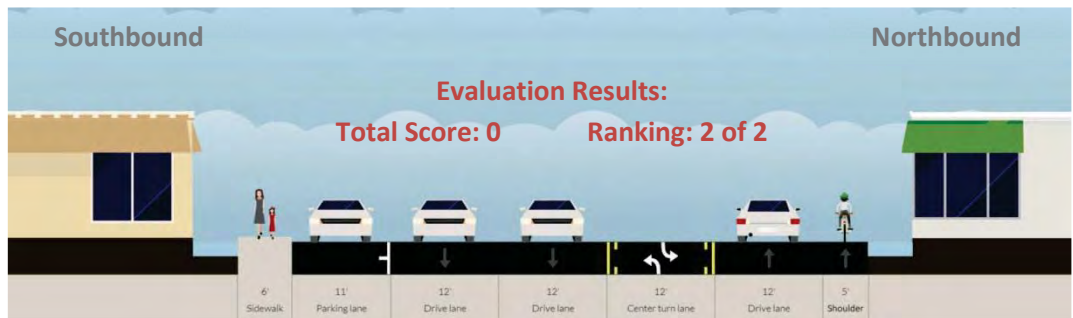 Southbound Northbound
Evaluation Results:
Total Score: 0 Ranking: 2 of 2
6' 11' 12' 12' 12' 12' 5'
Sidewalk Parking lane Drive lane Drive lane Center turn lane Drive lane Shoulder